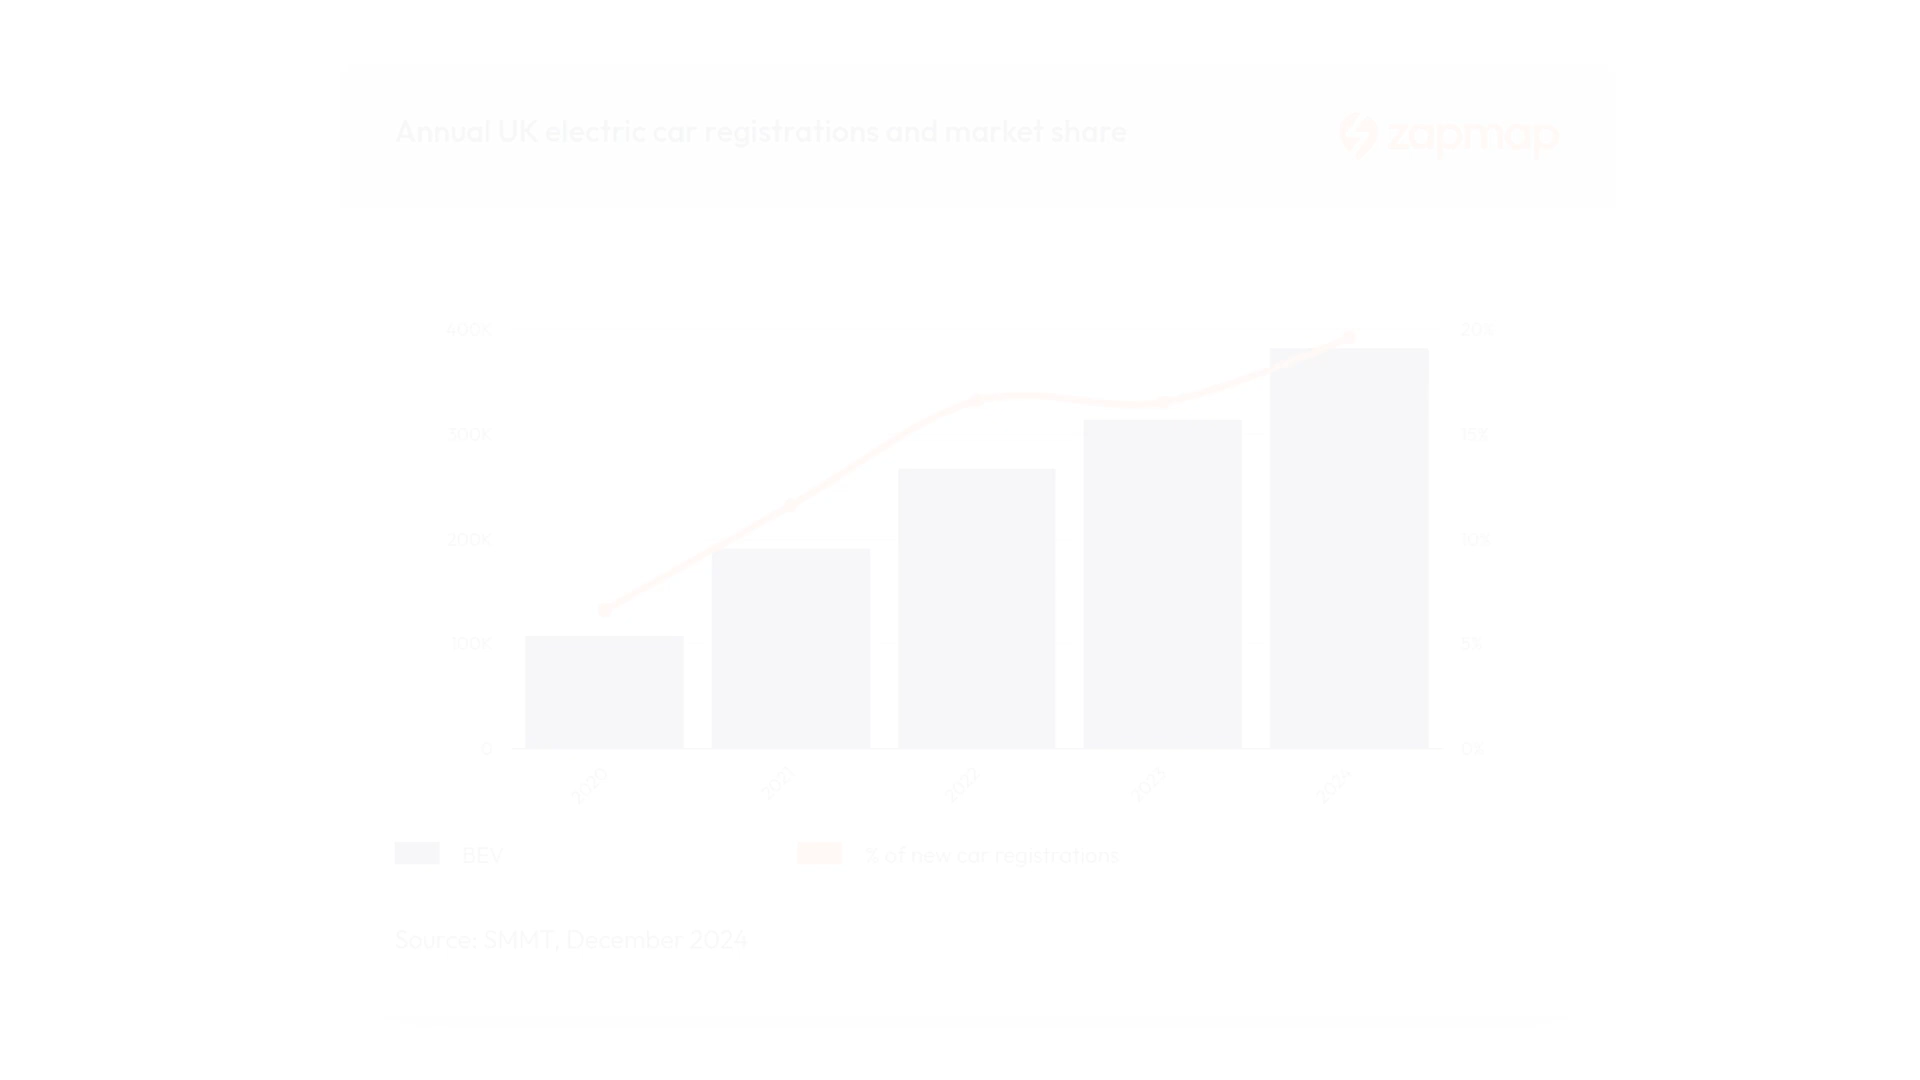 Annual UK electric car registrations and market share
zapmap
400K
20%
300K
15%
200K
10%
100K
5%
0
0%
2020
2021
2022
2023
2024
BEV
% of new car registrations
Source: SMMT, December 2024